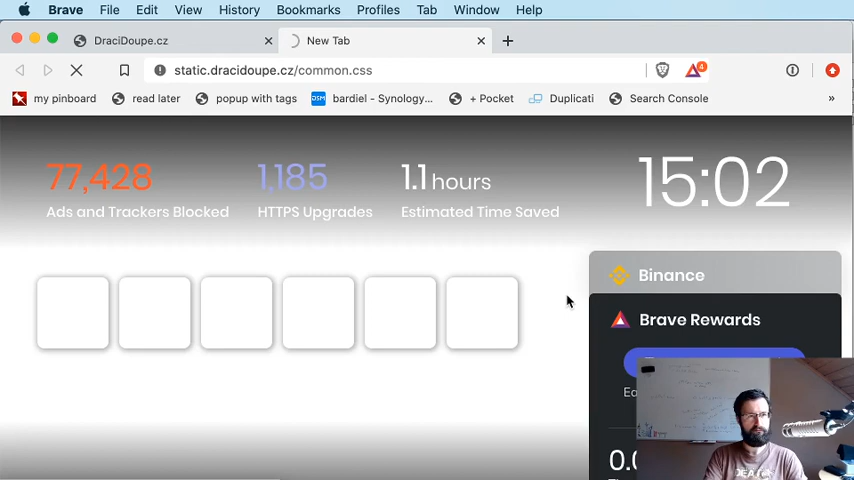 Brave File Edit View History Bookmarks Profiles Tab Window Help
DraciDoupe.cz New Tab
static.dracidoupe.cz/common.css 4
my pinboard read later popup with tags DSM bardiel - Synology... + Pocket Duplicati Search Console »
77,428 1,185 1.1 hours 15:02
Ads and Trackers Blocked HTTPS Upgrades Estimated Time Saved
Binance
Brave Rewards